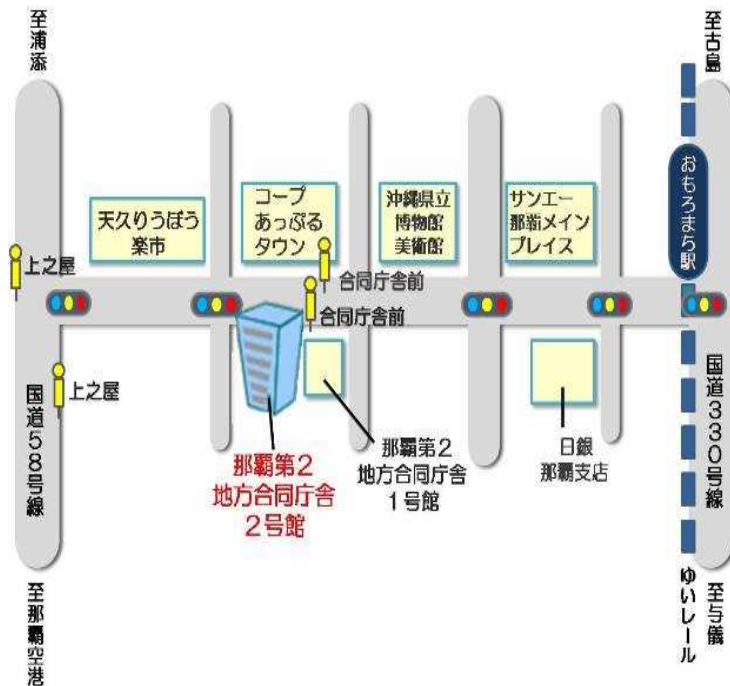 至浦添
至古島
おもろまち駅
天久りうぼう
楽市
コープ
あっぷる
タウン
沖縄県立
博物館
美術館
サンエー
那覇メイン
プレイス
上之屋
合同庁舎前
合同庁舎前
上之屋
国道58号線
国道330号線
那覇第2
地方合同庁舎
2号館
那覇第2
地方合同庁舎
1号館
日銀
那覇支店
至那覇空港
ゆいレール
至与儀